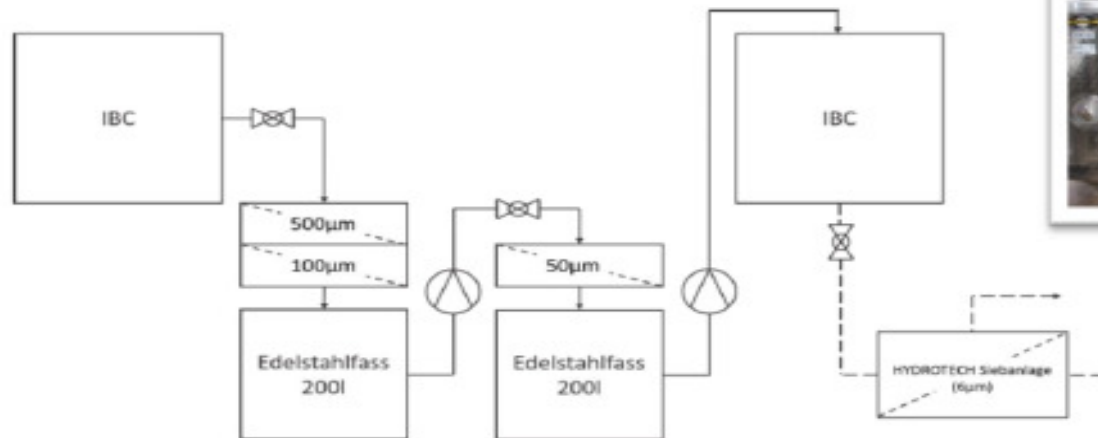 IBC
IBC
500µm
100µm
50µm
Edelstahlfass
200l
Edelstahlfass
200l
HYDROTECH Siebanlage
(6µm)